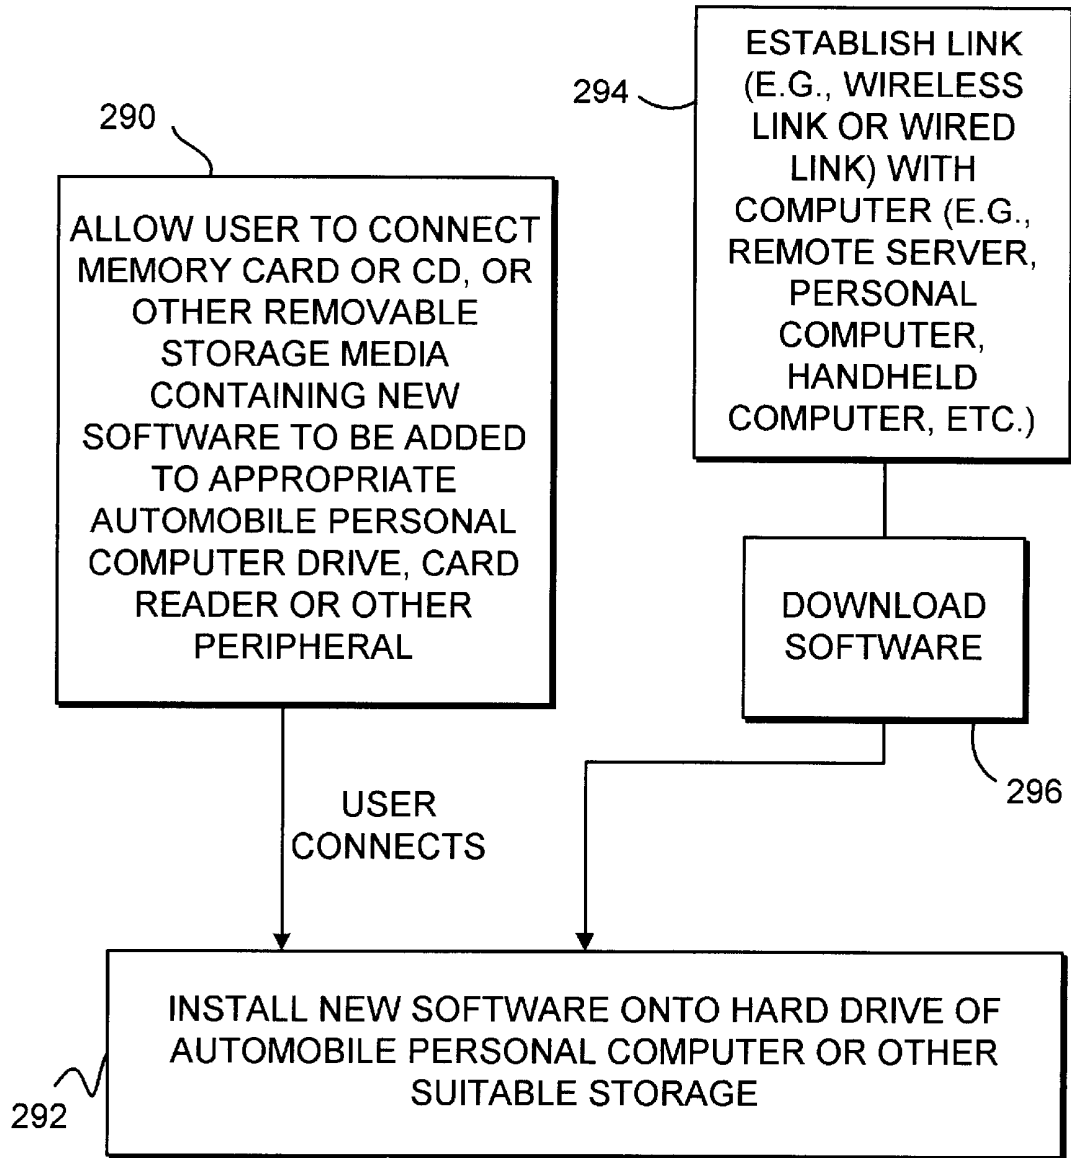 290
ALLOW USER TO CONNECT
MEMORY CARD OR CD, OR
OTHER REMOVABLE
STORAGE MEDIA
CONTAINING NEW
SOFTWARE TO BE ADDED
TO APPROPRIATE
AUTOMOBILE PERSONAL
COMPUTER DRIVE, CARD
READER OR OTHER
PERIPHERAL
294
ESTABLISH LINK
(E.G., WIRELESS
LINK OR WIRED
LINK) WITH
COMPUTER (E.G.,
REMOTE SERVER,
PERSONAL
COMPUTER,
HANDHELD
COMPUTER, ETC.)
DOWNLOAD
SOFTWARE
296
USER
CONNECTS
INSTALL NEW SOFTWARE ONTO HARD DRIVE OF
AUTOMOBILE PERSONAL COMPUTER OR OTHER
SUITABLE STORAGE
292